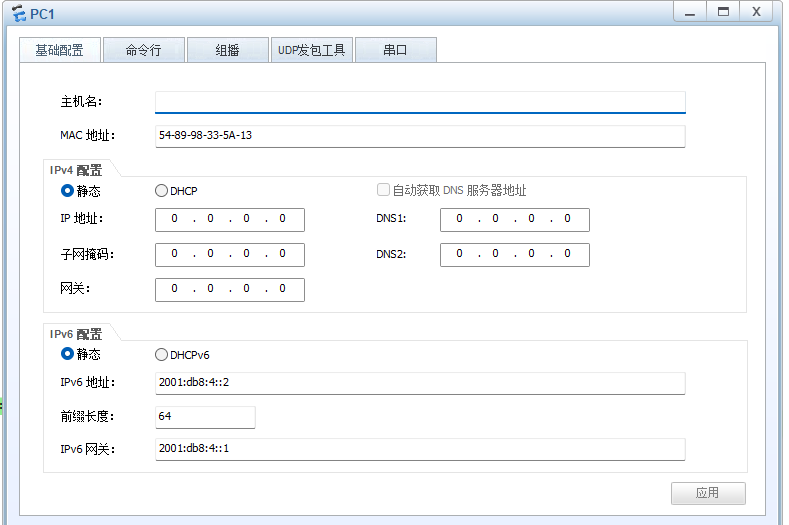 PC1
基础配置 命令行 组播 UDP发包工具 串口
主机名:
MAC 地址: 54-89-98-33-5A-13
IPv4 配置
静态 DHCP 自动获取 DNS 服务器地址
IP 地址: 0 . 0 . 0 . 0 DNS1: 0 . 0 . 0 . 0
子网掩码: 0 . 0 . 0 . 0 DNS2: 0 . 0 . 0 . 0
网关: 0 . 0 . 0 . 0
IPv6 配置
静态 DHCPv6
IPv6 地址: 2001:db8:4::2
前缀长度: 64
IPv6 网关: 2001:db8:4::1
应用